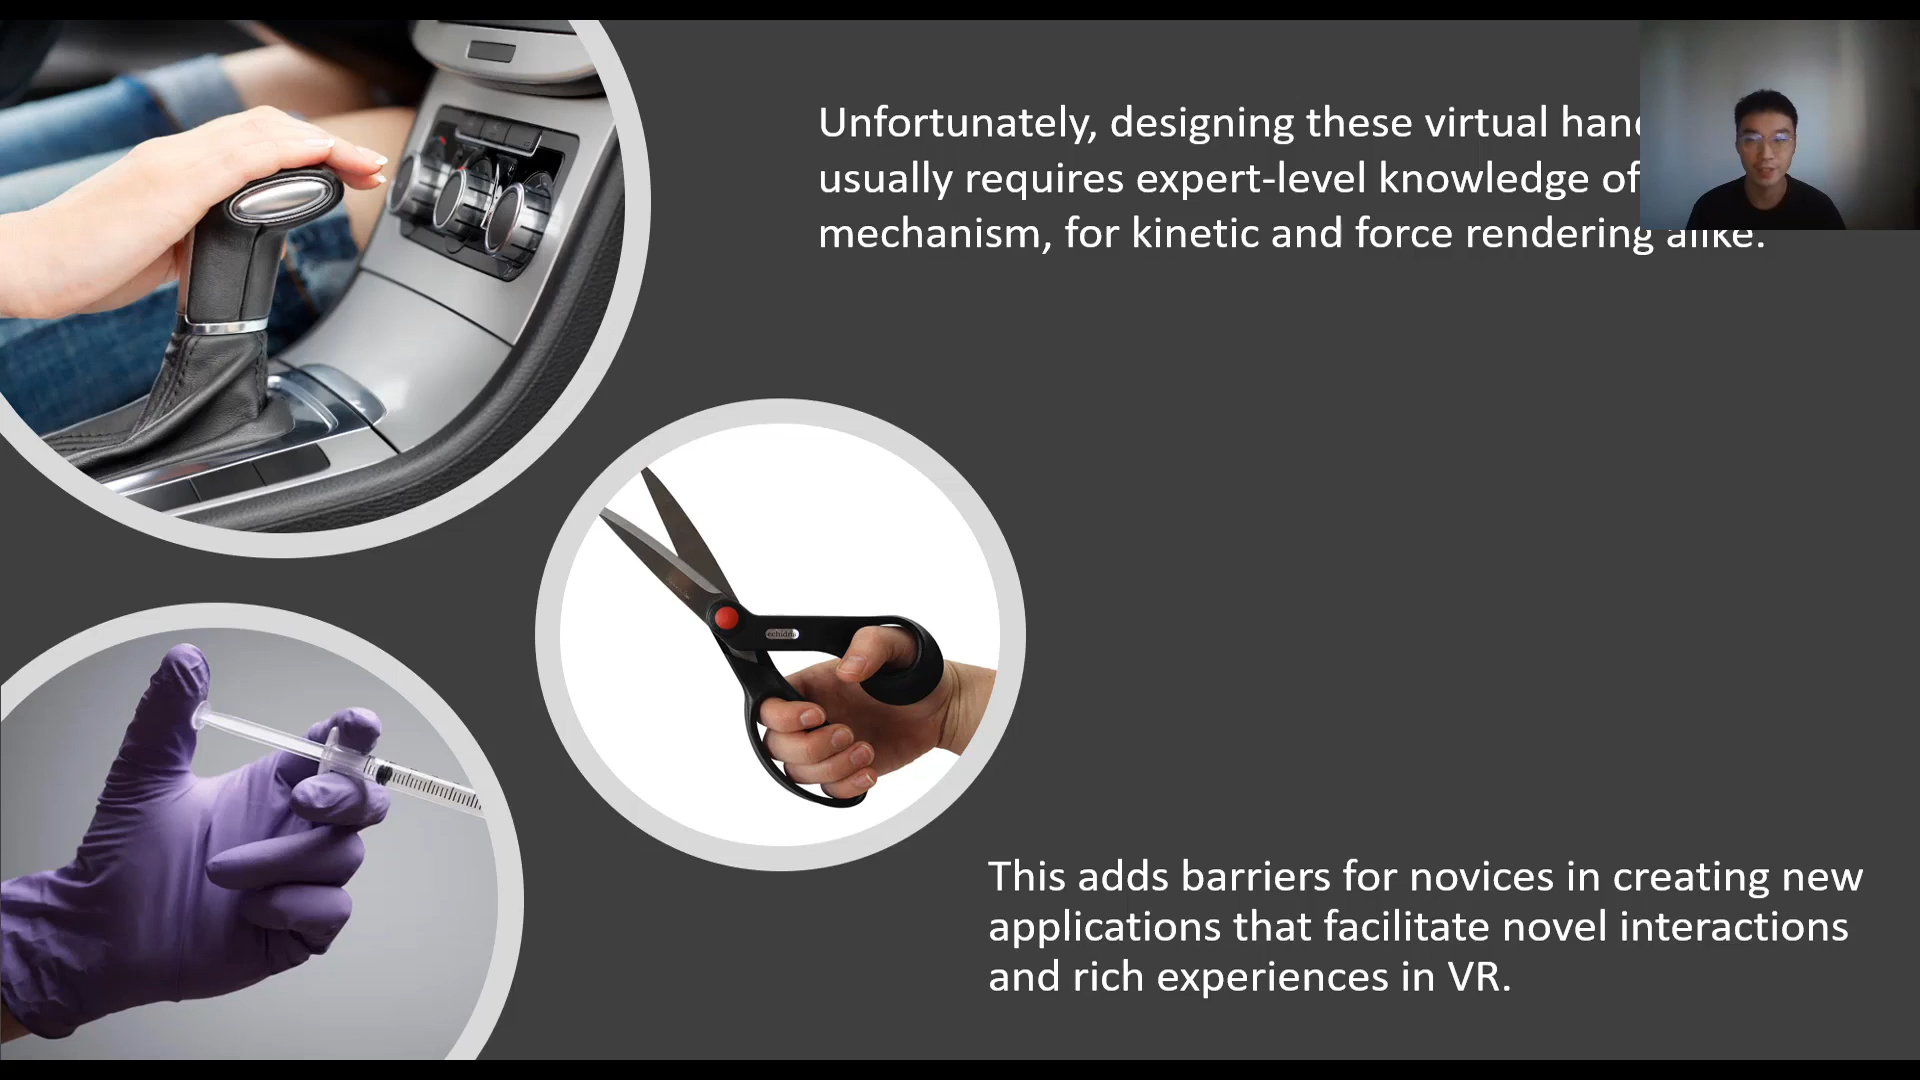 Unfortunately, designing these virtual
usually requires expert-level knowledge of
mechanism, for kinetic and force rendering alike.
This adds barriers for novices in creating new
applications that facilitate novel interactions
and rich experiences in VR.